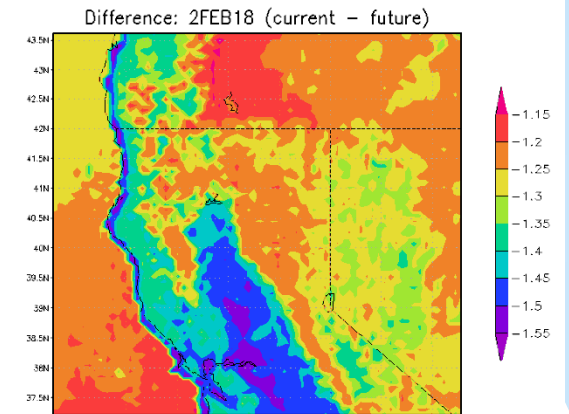 Difference: 2FEB18 (current – future)
43.5N
43N
42.5N
42N
41.5N
41N
40.5N
40N
39.5N
39N
38.5N
38N
37.5N
-1.15
-1.2
-1.25
-1.3
-1.35
-1.4
-1.45
-1.5
-1.55